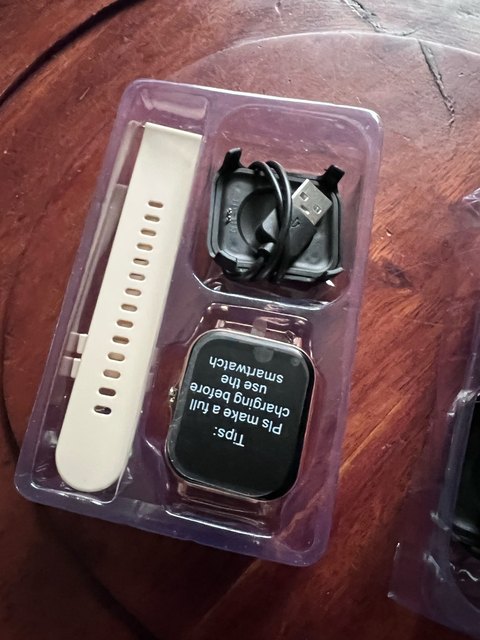 Tips:
Pls make a full
charging before
use the
smartwatch